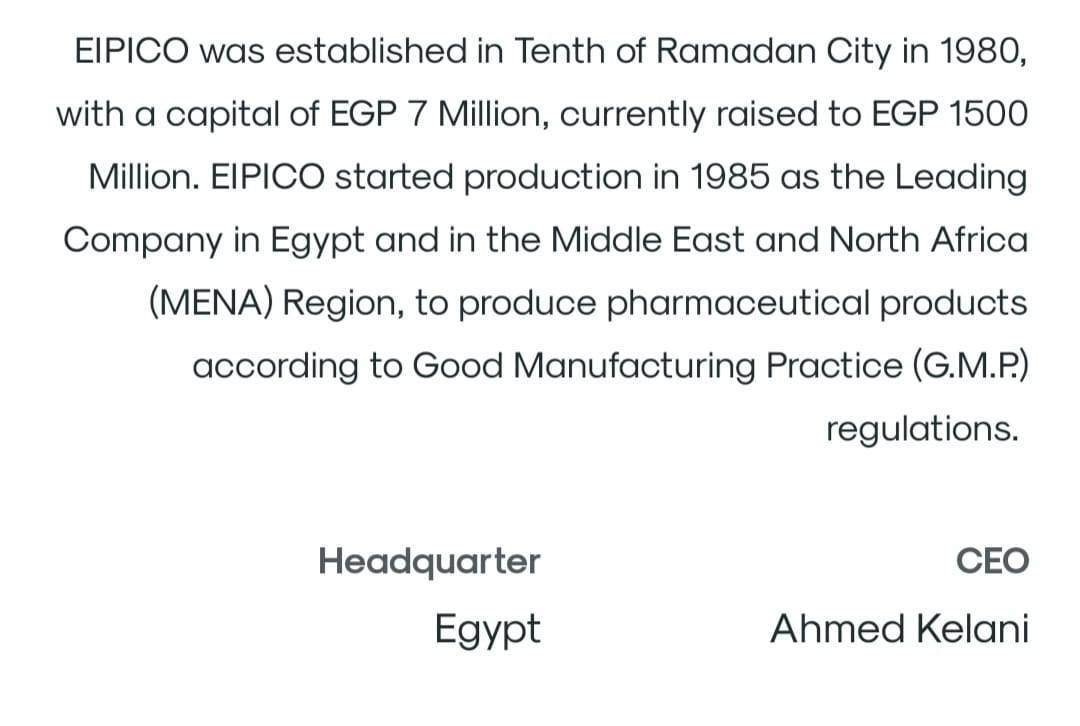 EIPICO was established in Tenth of Ramadan City in 1980,
with a capital of EGP 7 Million, currently raised to EGP 1500
Million. EIPICO started production in 1985 as the Leading
Company in Egypt and in the Middle East and North Africa
(MENA) Region, to produce pharmaceutical products
according to Good Manufacturing Practice (G.M.P.)
regulations.
Headquarter
Egypt
CEO
Ahmed Kelani